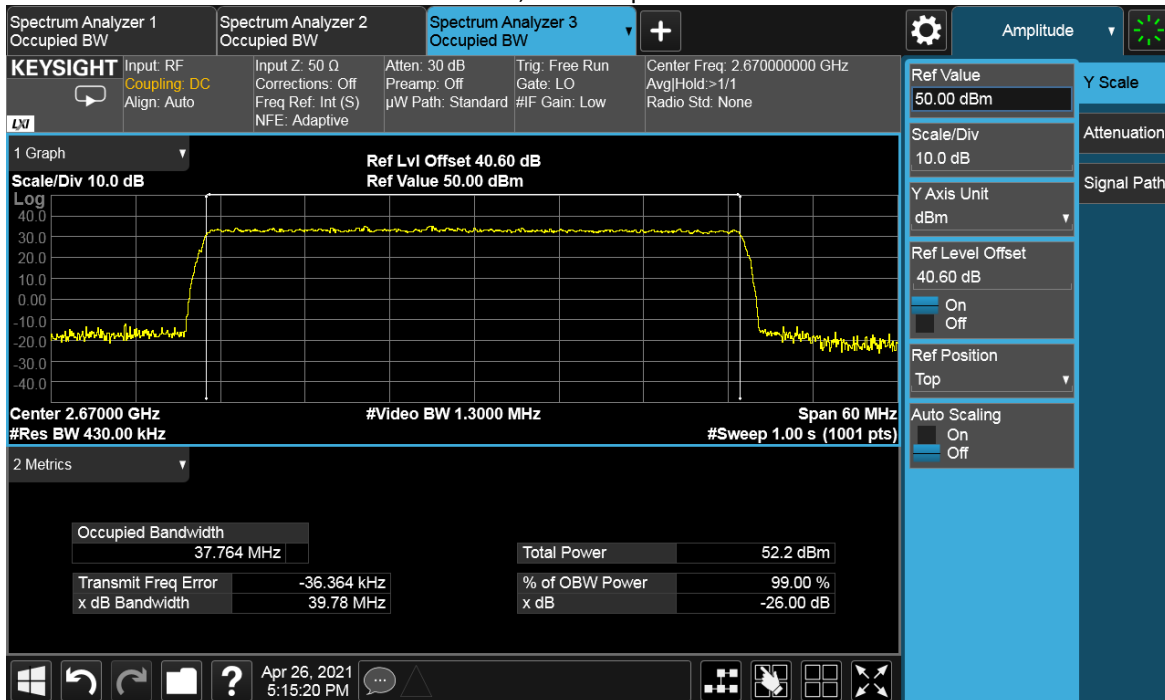 Spectrum Analyzer 1
Occupied BW
Spectrum Analyzer 2
Occupied BW
Spectrum Analyzer 3
Occupied BW
+
Amplitude
KEYSIGHT
LXI
Input: RF
Coupling: DC
Align: Auto
Input Z: 50 Ω
Corrections: Off
Freq Ref: Int (S)
NFE: Adaptive
Atten: 30 dB
Preamp: Off
µW Path: Standard
Trig: Free Run
Gate: LO
#IF Gain: Low
Center Freq: 2.670000000 GHz
Avg|Hold:>1/1
Radio Std: None
1 Graph
Scale/Div 10.0 dB
Ref Lvl Offset 40.60 dB
Ref Value 50.00 dBm
Log
40.0
30.0
20.0
10.0
0.00
-10.0
-20.0
-30.0
-40.0
Center 2.67000 GHz
#Res BW 430.00 kHz
#Video BW 1.3000 MHz
Span 60 MHz
#Sweep 1.00 s (1001 pts)
2 Metrics
Occupied Bandwidth
37.764 MHz
Total Power 52.2 dBm
Transmit Freq Error -36.364 kHz
% of OBW Power 99.00 %
x dB Bandwidth 39.78 MHz
x dB -26.00 dB
Ref Value
50.00 dBm
Scale/Div
10.0 dB
Y Axis Unit
dBm
Ref Level Offset
40.60 dB
On
Off
Ref Position
Top
Auto Scaling
On
Off
Y Scale
Attenuation
Signal Path
?
Apr 26, 2021
5:15:20 PM